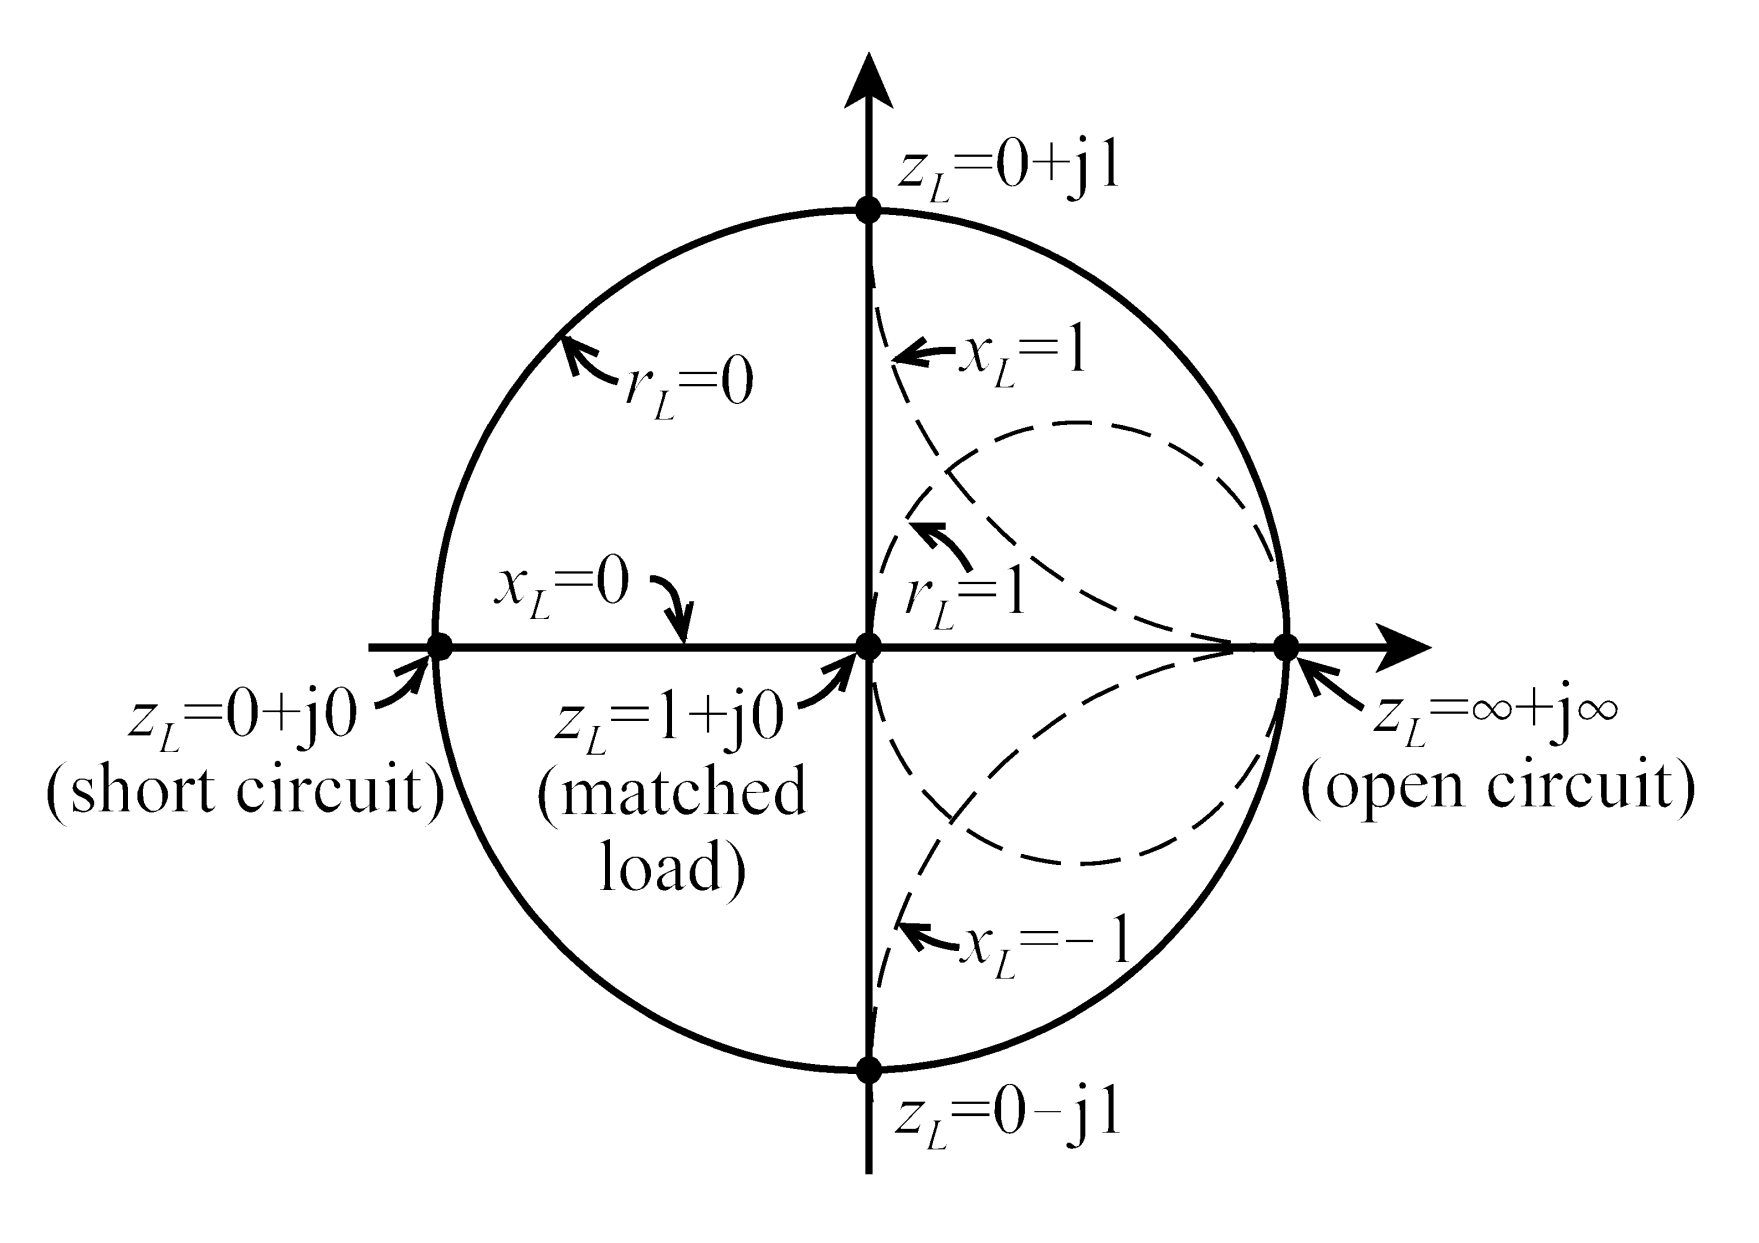 z_L=0+j1
x_L=1
r_L=0
x_L=0
r_L=1
z_L=0+j0
(short circuit)
z_L=1+j0
(matched
load)
z_L=∞+j∞
(open circuit)
x_L=−1
z_L=0−j1